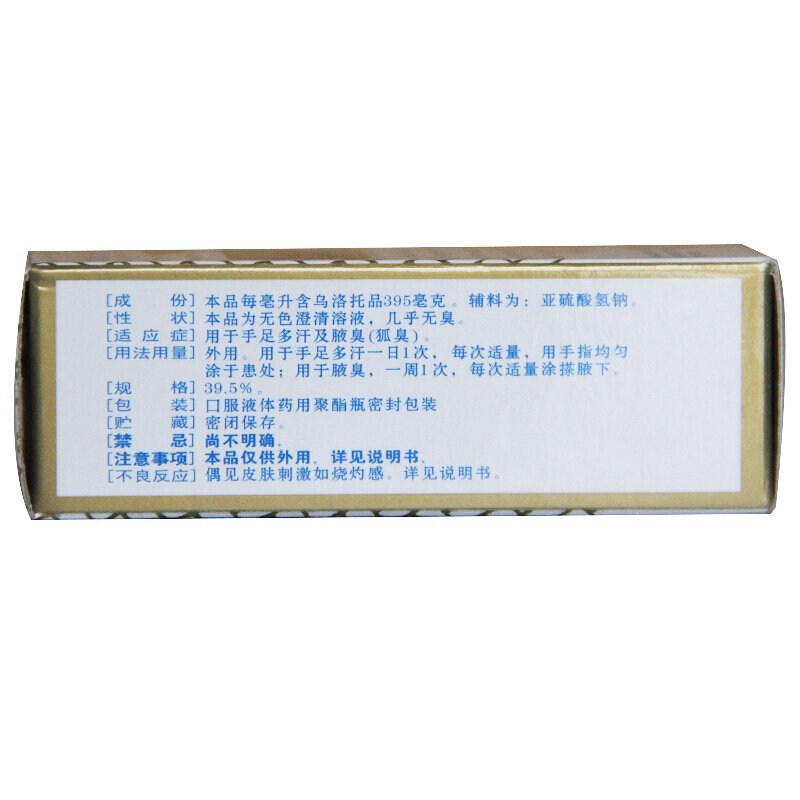 [成 份] 本品每毫升含乌洛托品395毫克。辅料为：亚硫酸氢钠。
[性 状] 本品为无色澄清溶液，几乎无臭。
[适应症] 用于手足多汗及腋臭(狐臭)。
[用法用量] 外用。用于手足多汗一日1次，每次适量，用手指均匀
涂于患处；用于腋臭，一周1次，每次适量涂搽腋下。
[规 格] 39.5%。
[包 装] 口服液体药用聚酯瓶密封包装
[贮 藏] 密闭保存。
[禁 忌] 尚不明确。
[注意事项] 本品仅供外用。详见说明书。
[不良反应] 偶见皮肤刺激如烧灼感。详见说明书。